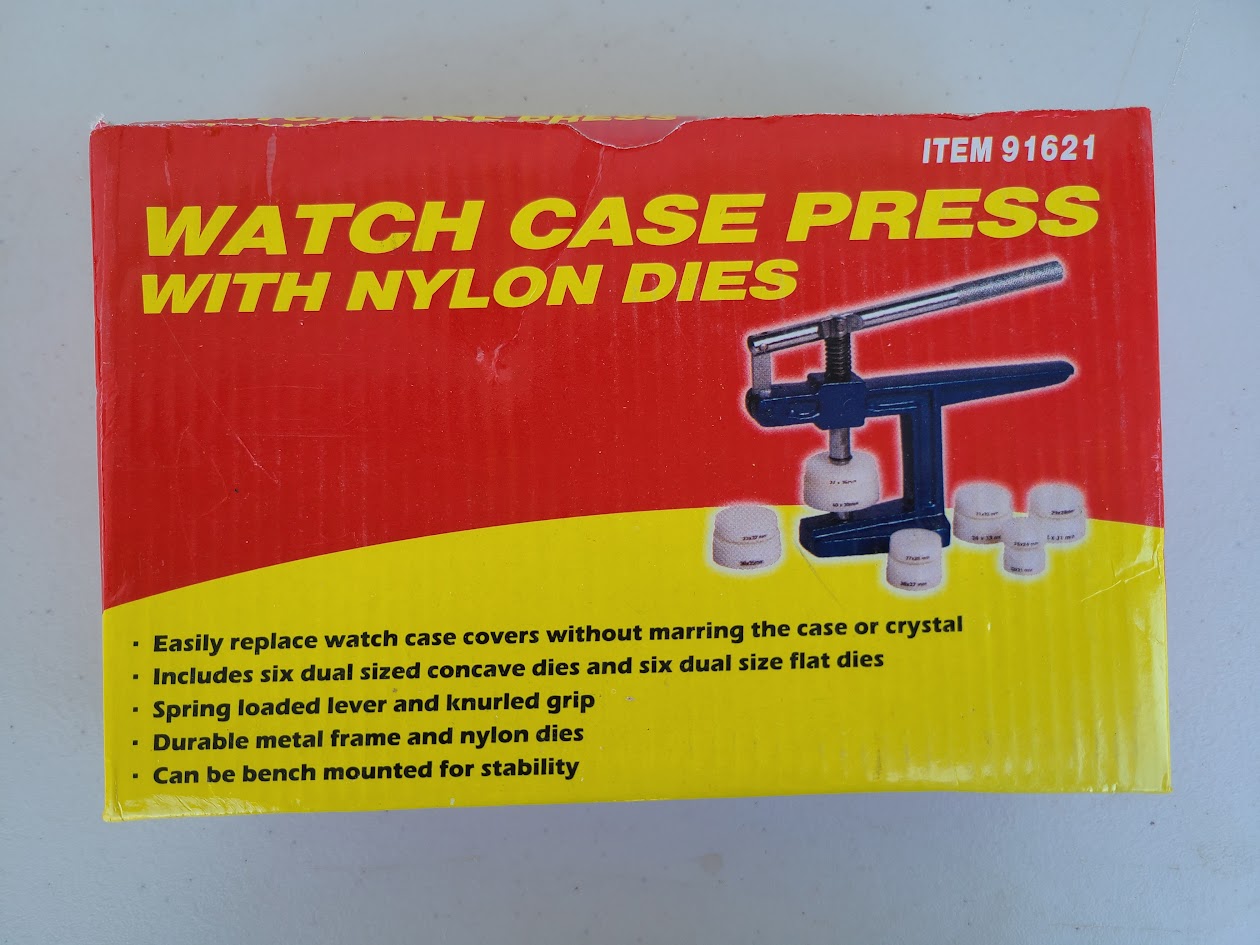 ITEM 91621
WATCH CASE PRESS
WITH NYLON DIES
· Easily replace watch case covers without marring the case or crystal
· Includes six dual sized concave dies and six dual size flat dies
· Spring loaded lever and knurled grip
· Durable metal frame and nylon dies
· Can be bench mounted for stability